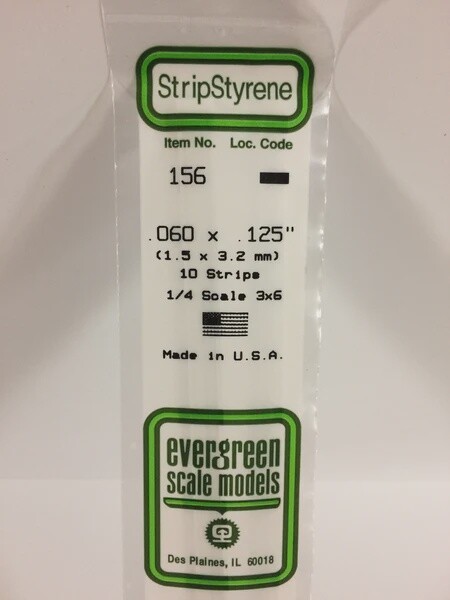 StripStyrene
Item No. Loc. Code
156
.060 x .125"
(1.5 x 3.2 mm)
10 Strips
1/4 Scale 3x6
Made in U.S.A.
evergreen
scale models
Des Plaines, IL 60018